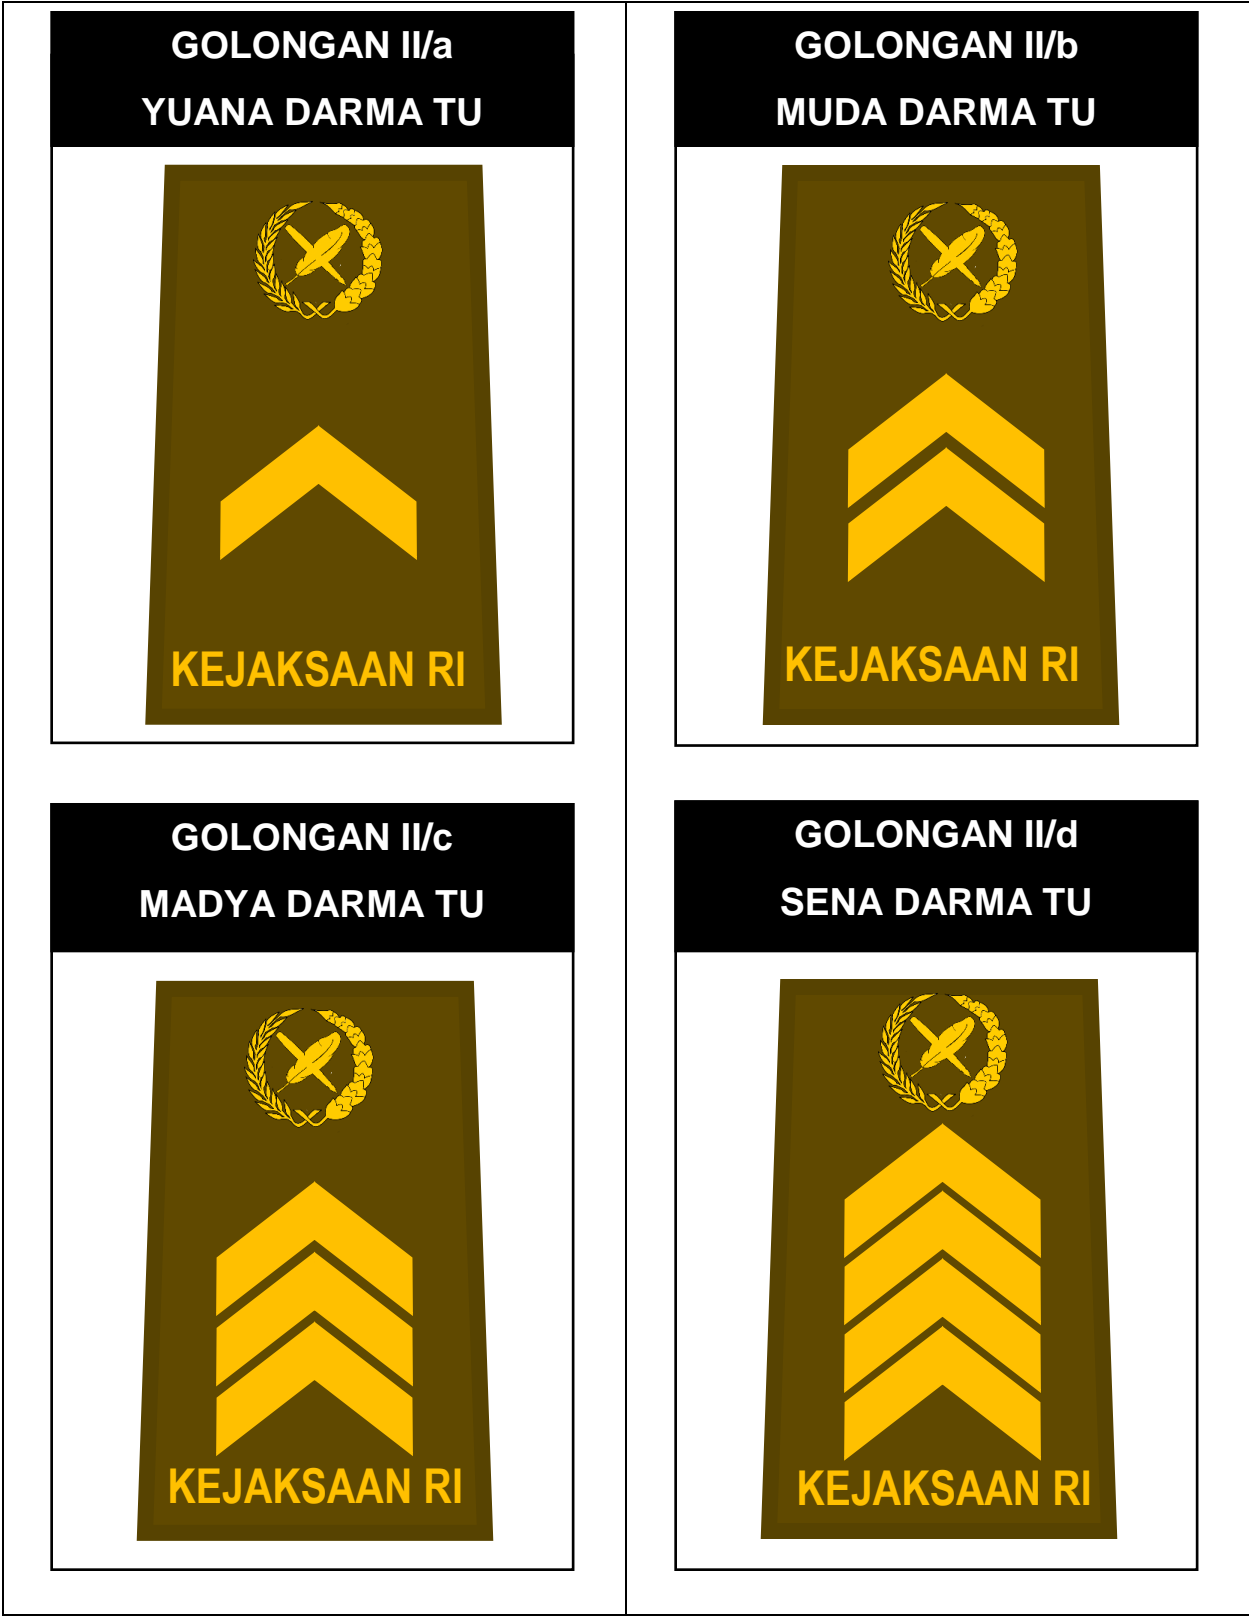 GOLONGAN II/a
YUANA DARMA TU
KEJAKSAAN RI
GOLONGAN II/b
MUDA DARMA TU
KEJAKSAAN RI
GOLONGAN II/c
MADYA DARMA TU
KEJAKSAAN RI
GOLONGAN II/d
SENA DARMA TU
KEJAKSAAN RI